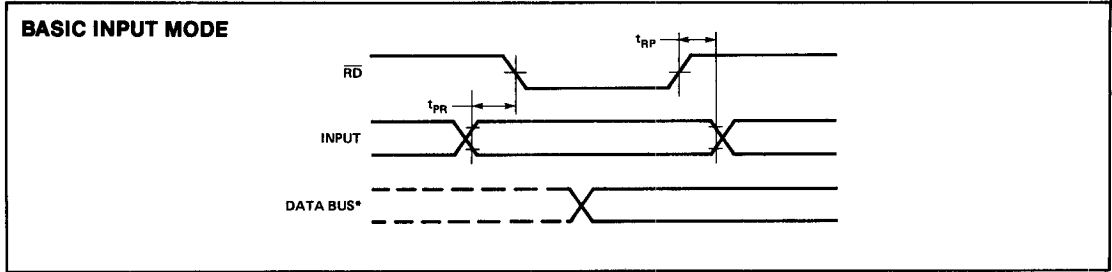 BASIC INPUT MODE
tRP
RD
tPR
INPUT
DATA BUS*